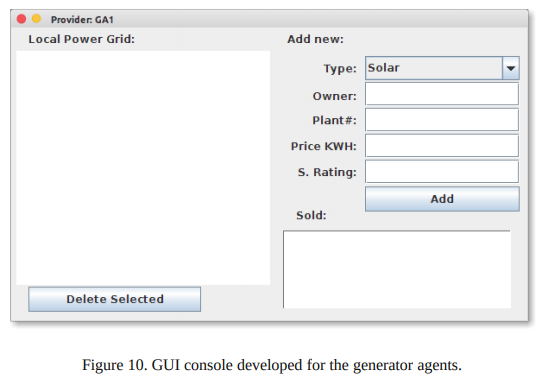 Provider: GA1
Local Power Grid:
Add new:
Type: Solar
Owner:
Plant#:
Price KWH:
S. Rating:
Add
Sold:
Delete Selected
Figure 10. GUI console developed for the generator agents.